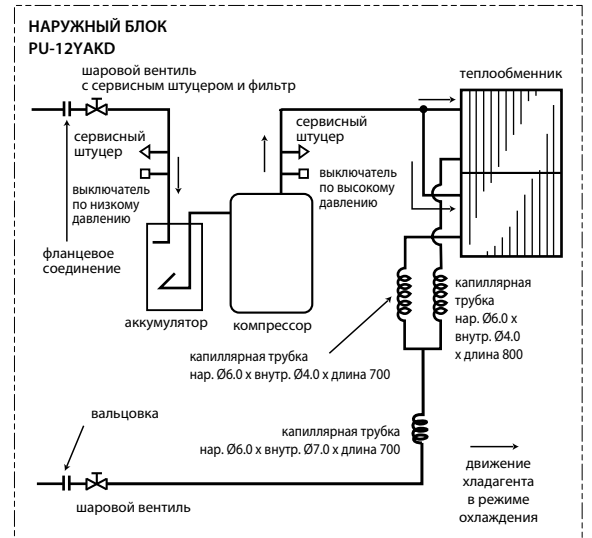 НАРУЖНЫЙ БЛОК
PU-12YAKD
шаровой вентиль
с сервисным штуцером и фильтр
теплообменник
сервисный
штуцер
сервисный
штуцер
выключатель
по низкому
давлению
выключатель
по высокому
давлению
фланцевое
соединение
аккумулятор
компрессор
капиллярная
трубка
нар. Ø6.0 x
внутр. Ø4.0
x длина 800
капиллярная трубка
нар. Ø6.0 x внутр. Ø4.0 x длина 700
вальцовка
капиллярная трубка
нар. Ø6.0 x внутр. Ø7.0 x длина 700
шаровой вентиль
движение
хладагента
в режиме
охлаждения